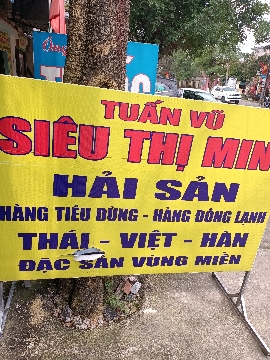 TUẤN VŨ
SIÊU THỊ MIN
HẢI SẢN
HÀNG TIÊU DÙNG - HÀNG ĐÔNG LẠNH
THÁI - VIỆT - HÀN
ĐẶC SẢN VÙNG MIỀN